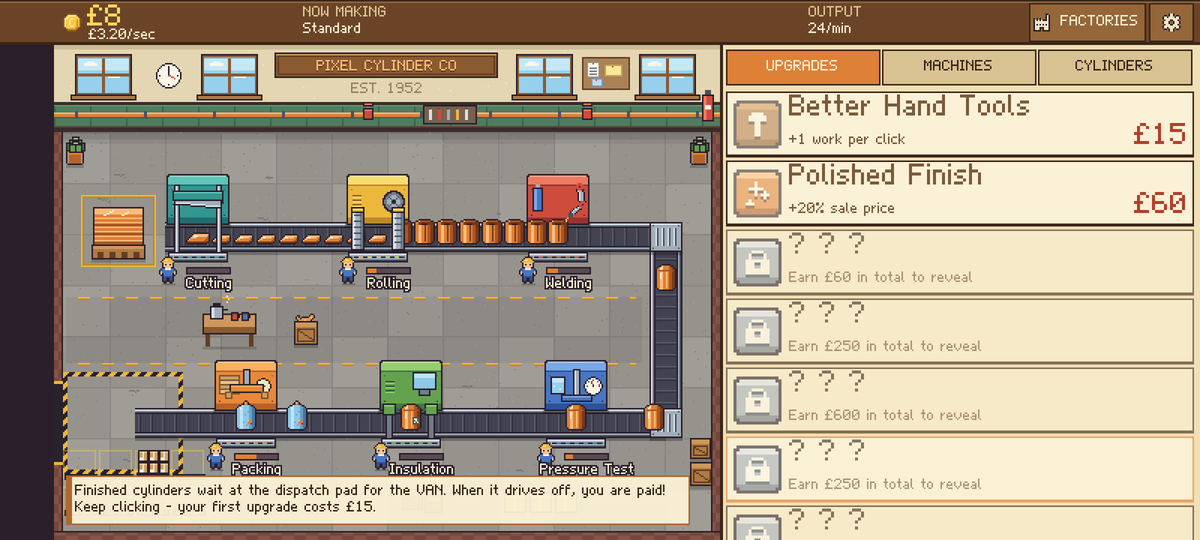 £8
£3.20/sec
NOW MAKING
Standard
OUTPUT
24/min
FACTORIES
PIXEL CYLINDER CO
EST. 1952
Cutting
Rolling
Welding
Packing
Insulation
Pressure Test
Finished cylinders wait at the dispatch pad for the VAN. When it drives off, you are paid!
Keep clicking - your first upgrade costs £15.
UPGRADES
MACHINES
CYLINDERS
Better Hand Tools
+1 work per click
£15
Polished Finish
+20% sale price
£60
? ? ?
Earn £60 in total to reveal
? ? ?
Earn £250 in total to reveal
? ? ?
Earn £600 in total to reveal
? ? ?
Earn £250 in total to reveal
? ? ?